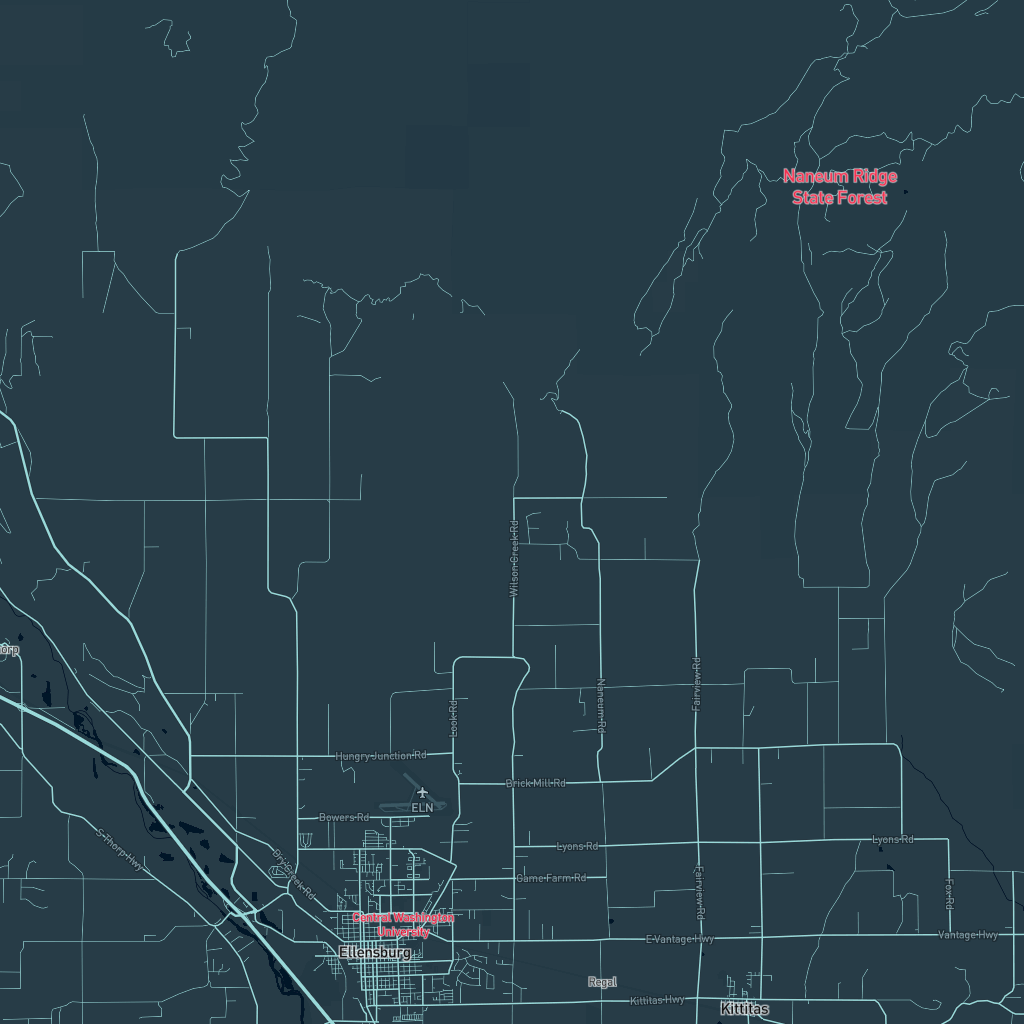 Naneum Ridge
State Forest
Wilson Creek Rd
orp
Fairview Rd
Naneum Rd
Look Rd
Hungry Junction Rd
Brick Mill Rd
ELN
Bowers Rd
S Thorp Hwy
Dry Creek Rd
Lyons Rd
Lyons Rd
Game Farm Rd
Fairview Rd
Fox Rd
Central Washington
University
Ellensburg
E Vantage Hwy
Vantage Hwy
Regal
Kittitas Hwy
Kittitas